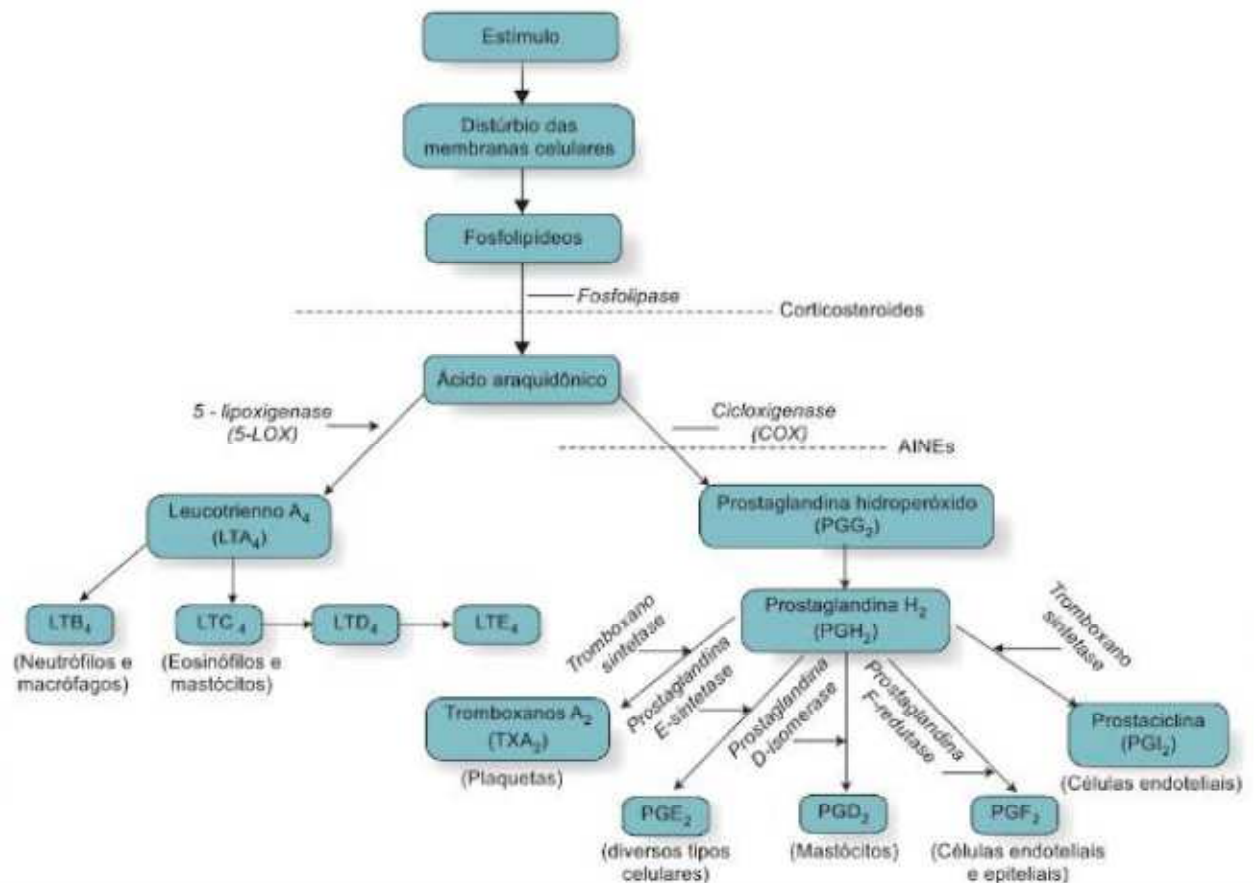 Estímulo
Distúrbio das
membranas celulares
Fosfolipídeos
Fosfolipase
Corticosteroides
Ácido araquidônico
5 - lipoxigenase
(5-LOX)
Cicloxigenase
(COX)
AINEs
Leucotrienno A₄
(LTA₄)
Prostaglandina hidroperóxido
(PGG₂)
LTB₄
LTC₄
LTD₄
LTE₄
(Neutrófilos e
macrófagos)
(Eosinófilos e
mastócitos)
Prostaglandina H₂
(PGH₂)
Tromboxano
sintetase
Prostaglandina
E-sintetase
Prostaglandina
D-isomerase
Prostaglandina
F-redutase
Tromboxano
sintetase
Tromboxanos A₂
(TXA₂)
(Plaquetas)
Prostaciclina
(PGI₂)
(Células endoteliais)
PGE₂
(diversos tipos
celulares)
PGD₂
(Mastócitos)
PGF₂
(Células endoteliais
e epiteliais)